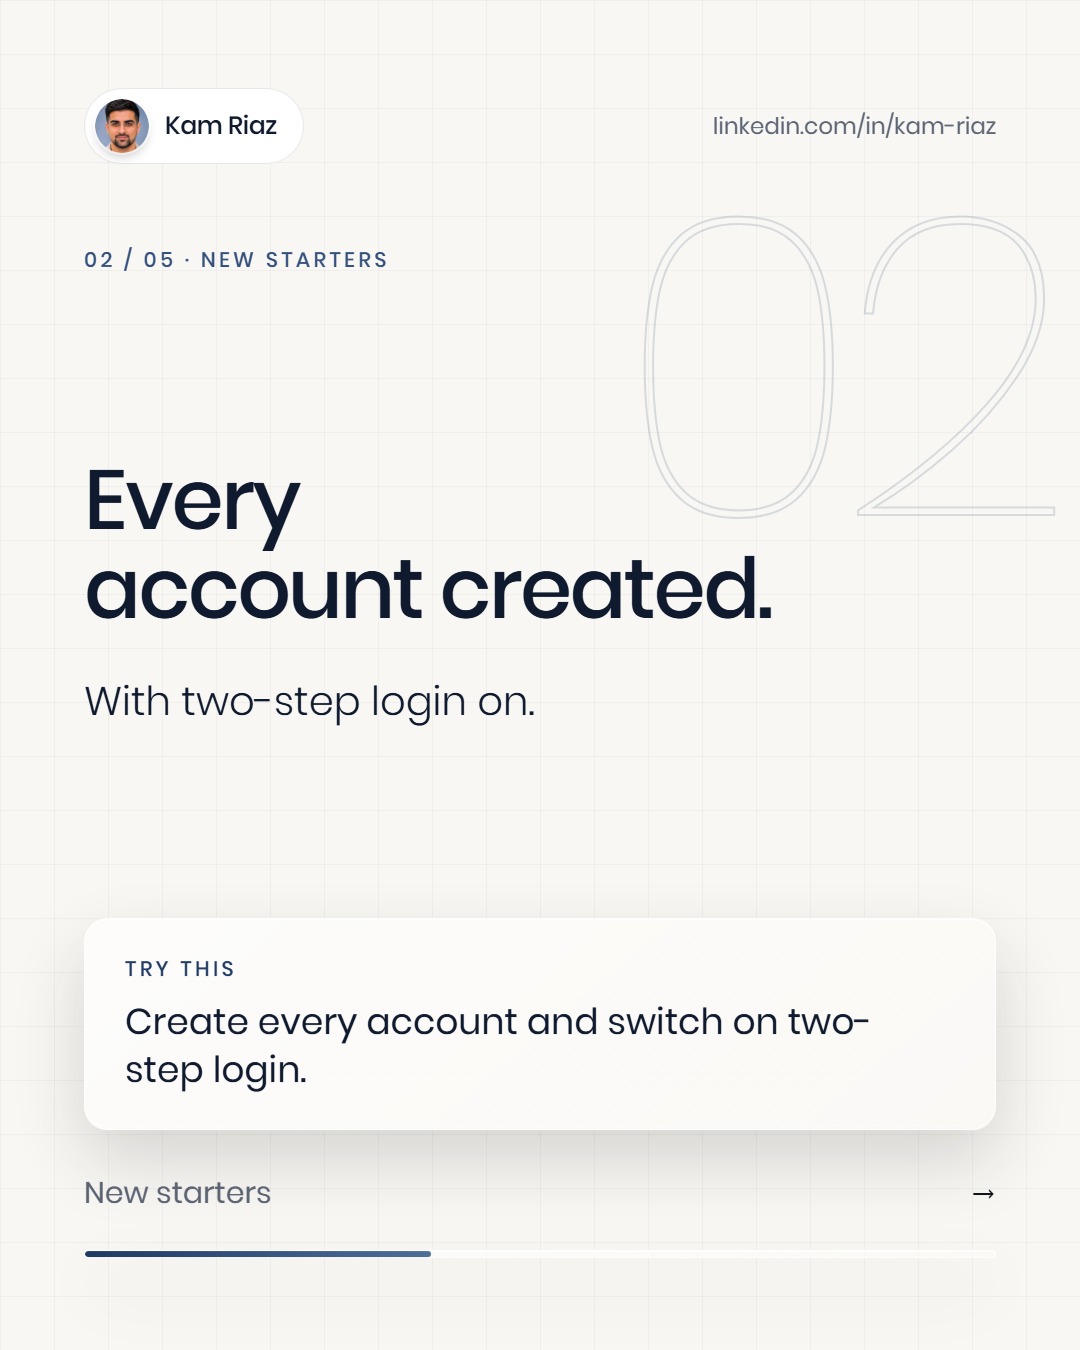 Kam Riaz
linkedin.com/in/kam-riaz
02 / 05 · NEW STARTERS
02
Every
account created.
With two-step login on.
TRY THIS
Create every account and switch on two-
step login.
New starters →